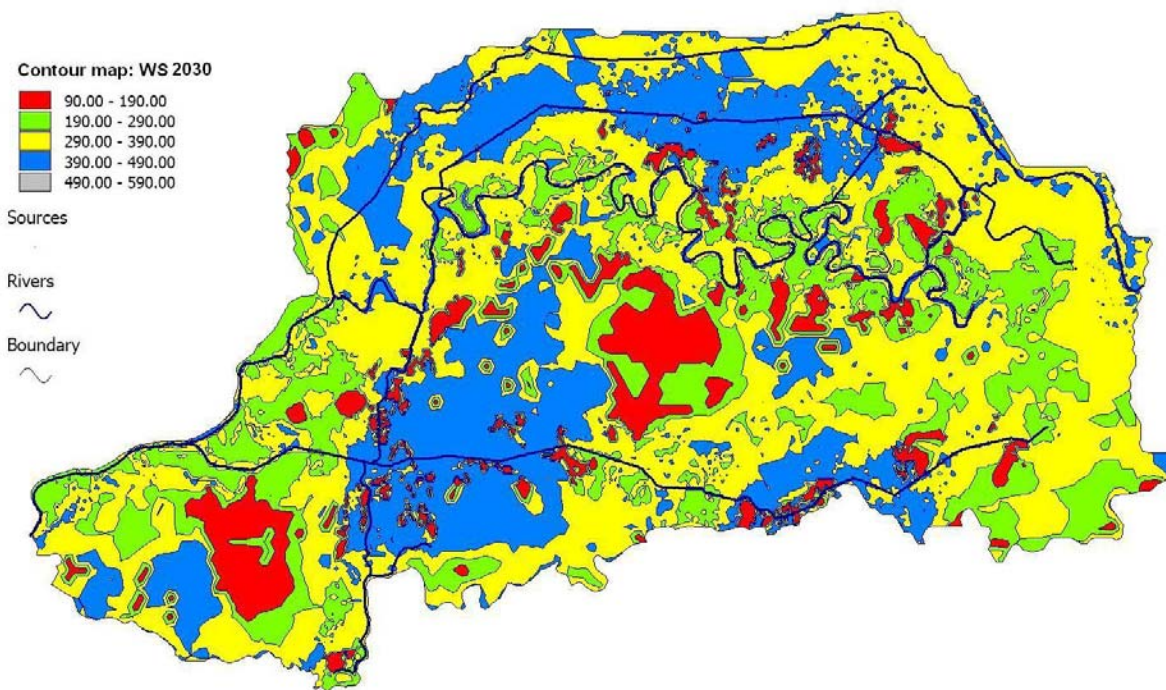 Contour map: WS 2030
90.00 - 190.00
190.00 - 290.00
290.00 - 390.00
390.00 - 490.00
490.00 - 590.00
Sources
Rivers
Boundary